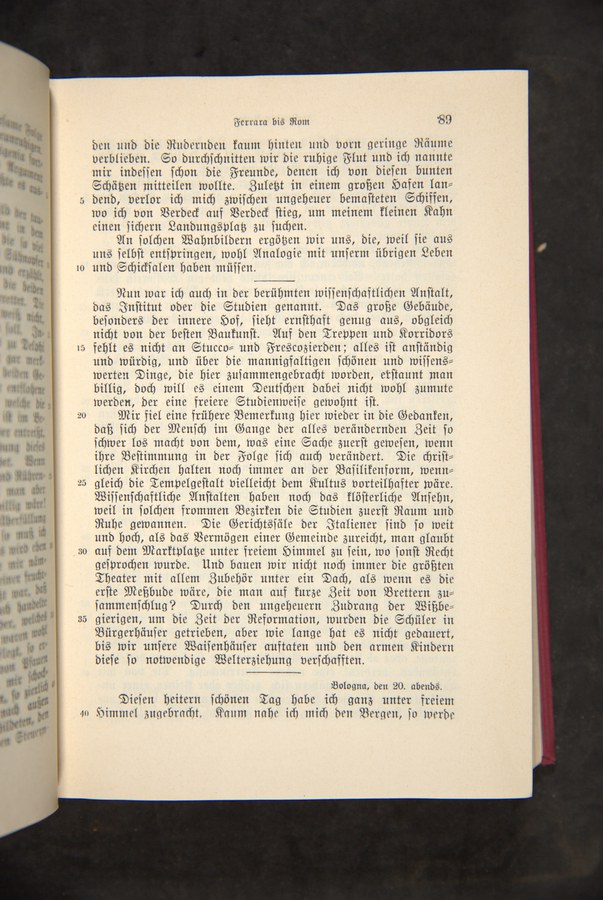 Ferrara bis Rom 89
den und die Rudernden kaum hinten und vorn geringe Räume
verblieben. So durchschnitten wir die ruhige Flut und ich nannte
mir indessen schon die Freunde, denen ich von diesen bunten
Schätzen mitteilen wollte. Zuletzt in einem großen Hafen lan-
5 dend, verlor ich mich zwischen ungeheuer bemasteten Schiffen,
wo ich von Verdeck auf Verdeck stieg, um meinem kleinen Kahn
einen sichern Landungsplatz zu suchen.
An solchen Wahnbildern ergötzen wir uns, die, weil sie aus
uns selbst entspringen, wohl Analogie mit unserm übrigen Leben
10 und Schicksalen haben müssen.
Nun war ich auch in der berühmten wissenschaftlichen Anstalt,
das Institut oder die Studien genannt. Das große Gebäude,
besonders der innere Hof, sieht ernsthaft genug aus, obgleich
nicht von der besten Baukunst. Auf den Treppen und Korridors
15 fehlt es nicht an Stucco- und Freskozierden; alles ist anständig
und würdig, und über die mannigfaltigen schönen und wissens-
werten Dinge, die hier zusammengebracht worden, erstaunt man
billig, doch will es einem Deutschen dabei nicht wohl zumute
werden, der eine freiere Studienweise gewohnt ist.
20 Mir fiel eine frühere Bemerkung hier wieder in die Gedanken,
daß sich der Mensch im Gange der alles verändernden Zeit so
schwer los macht von dem, was eine Sache zuerst gewesen, wenn
ihre Bestimmung in der Folge sich auch verändert. Die christ-
lichen Kirchen halten noch immer an der Basilikenform, wenn-
25 gleich die Tempelgestalt vielleicht dem Kultus vorteilhafter wäre.
Wissenschaftliche Anstalten haben noch das klösterliche Ansehn,
weil in solchen frommen Bezirken die Studien zuerst Raum und
Ruhe gewannen. Die Gerichtssäle der Italiener sind so weit
und hoch, als das Vermögen einer Gemeinde zureicht, man glaubt
30 auf dem Marktplatze unter freiem Himmel zu sein, wo sonst Recht
gesprochen wurde. Und bauen wir nicht noch immer die größten
Theater mit allem Zubehör unter ein Dach, als wenn es die
erste Meßbude wäre, die man auf kurze Zeit von Brettern zu-
sammenschlug? Durch den ungeheuern Zudrang der Wißbe-
35 gierigen, um die Zeit der Reformation, wurden die Schüler in
Bürgerhäuser getrieben, aber wie lange hat es nicht gedauert,
bis wir unsere Waisenhäuser auftaten und den armen Kindern
diese so notwendige Welterziehung verschafften.
Bologna, den 20. abends.
Diesen heitern schönen Tag habe ich ganz unter freiem
40 Himmel zugebracht. Kaum nahe ich mich den Bergen, so werde